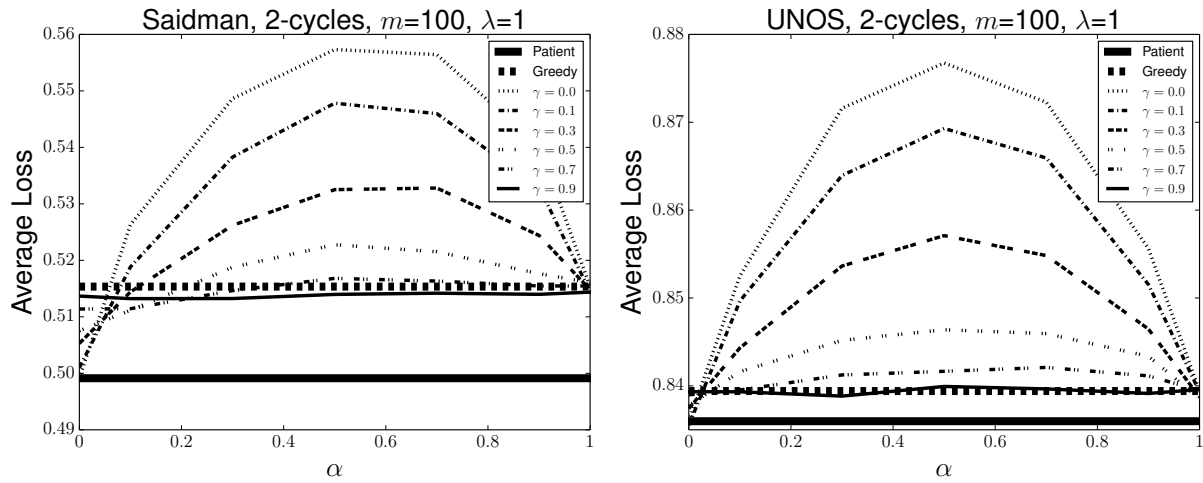 Saidman, 2-cycles, m=100, λ=1
Average Loss
0.56
0.55
0.54
0.53
0.52
0.51
0.50
0.49
0
0.2
0.4
0.6
0.8
1
α
Patient
Greedy
γ = 0.0
γ = 0.1
γ = 0.3
γ = 0.5
γ = 0.7
γ = 0.9
UNOS, 2-cycles, m=100, λ=1
Average Loss
0.88
0.87
0.86
0.85
0.84
0
0.2
0.4
0.6
0.8
1
α
Patient
Greedy
γ = 0.0
γ = 0.1
γ = 0.3
γ = 0.5
γ = 0.7
γ = 0.9